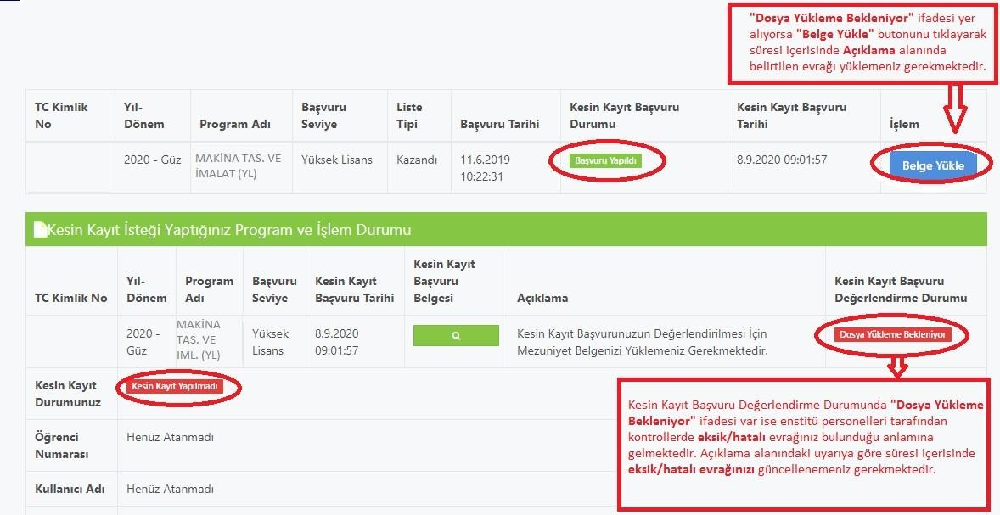 "Dosya Yükleme Bekleniyor" ifadesi yer
alıyorsa "Belge Yükle" butonunu tıklayarak
süresi içerisinde Açıklama alanında
belirtilen evrağı yüklemeniz gerekmektedir.
TC Kimlik No
Yıl-Dönem
Program Adı
Başvuru Seviye
Liste Tipi
Başvuru Tarihi
Kesin Kayıt Başvuru Durumu
Kesin Kayıt Başvuru Tarihi
İşlem
2020 - Güz
MAKİNA TAS. VE
İMALAT (YL)
Yüksek Lisans
Kazandı
11.6.2019
10:22:31
Başvuru Yapıldı
8.9.2020 09:01:57
Belge Yükle
Kesin Kayıt İsteği Yaptığınız Program ve İşlem Durumu
TC Kimlik No
Yıl-Dönem
Program Adı
Başvuru Seviye
Kesin Kayıt Başvuru Tarihi
Kesin Kayıt Başvuru Belgesi
Açıklama
Kesin Kayıt Başvuru Değerlendirme Durumu
2020 -
Güz
MAKİNA
TAS. VE
İML. (YL)
Yüksek
Lisans
8.9.2020
09:01:57
Kesin Kayıt Başvurunuzun Değerlendirilmesi İçin
Mezuniyet Belgenizi Yüklemeniz Gerekmektedir.
Dosya Yükleme Bekleniyor
Kesin Kayıt
Durumunuz
Kesin Kayıt Yapılmadı
Kesin Kayıt Başvuru Değerlendirme Durumunda "Dosya Yükleme
Bekleniyor" ifadesi var ise enstitü personelleri tarafından
kontrollerde eksik/hatalı evrağınız bulunduğu anlamına
gelmektedir. Açıklama alanındaki uyarıya göre süresi içerisinde
eksik/hatalı evrağınızı güncellenemeniz gerekmektedir.
Öğrenci
Numarası
Henüz Atanmadı
Kullanıcı Adı
Henüz Atanmadı